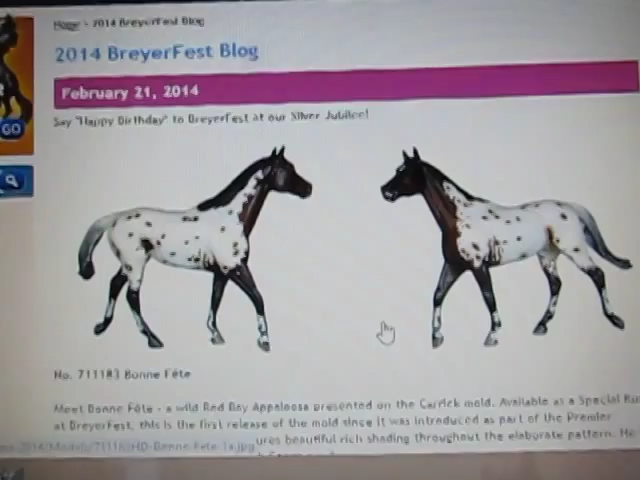 Home - 2014 BreyerFest Blog
2014 BreyerFest Blog
February 21, 2014
GO
Say "Happy Birthday" to BreyerFest at our Silver Jubilee!
No. 711183 Bonne Fête
Meet Bonne Fête - a wild Red Bay Appaloosa presented on the Carrick mold. Available as a Special Run
at BreyerFest, this is the first release of the mold since it was introduced as part of the Premier
ures beautiful rich shading throughout the elaborate pattern. He